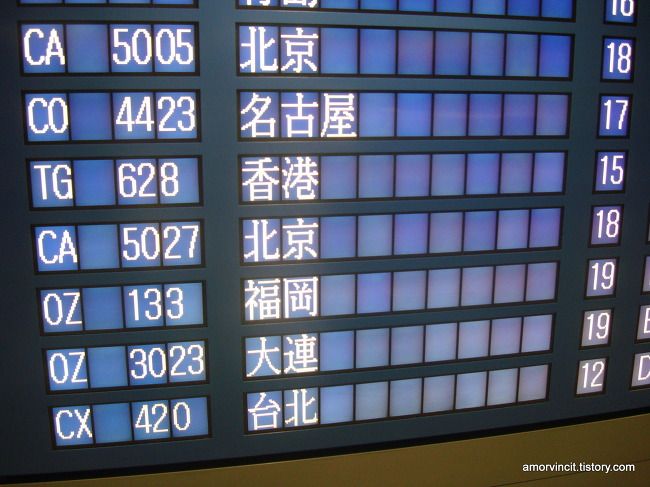 16
CA 5005 北京 18
CO 4423 名古屋 17
TG 628 香港 15
CA 5027 北京 18
OZ 133 福岡 19
OZ 3023 大連 19
CX 420 台北 12
amorvincit.tistory.com